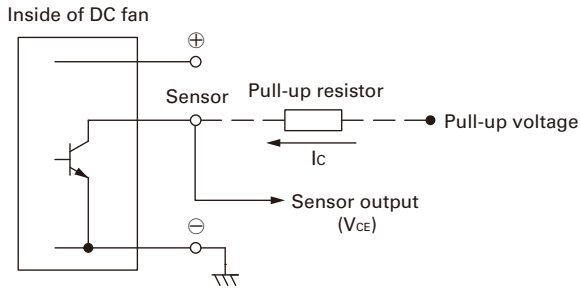 Inside of DC fan
⊕
Sensor
Pull-up resistor
Pull-up voltage
Ic
Sensor output
(VCE)
⊖